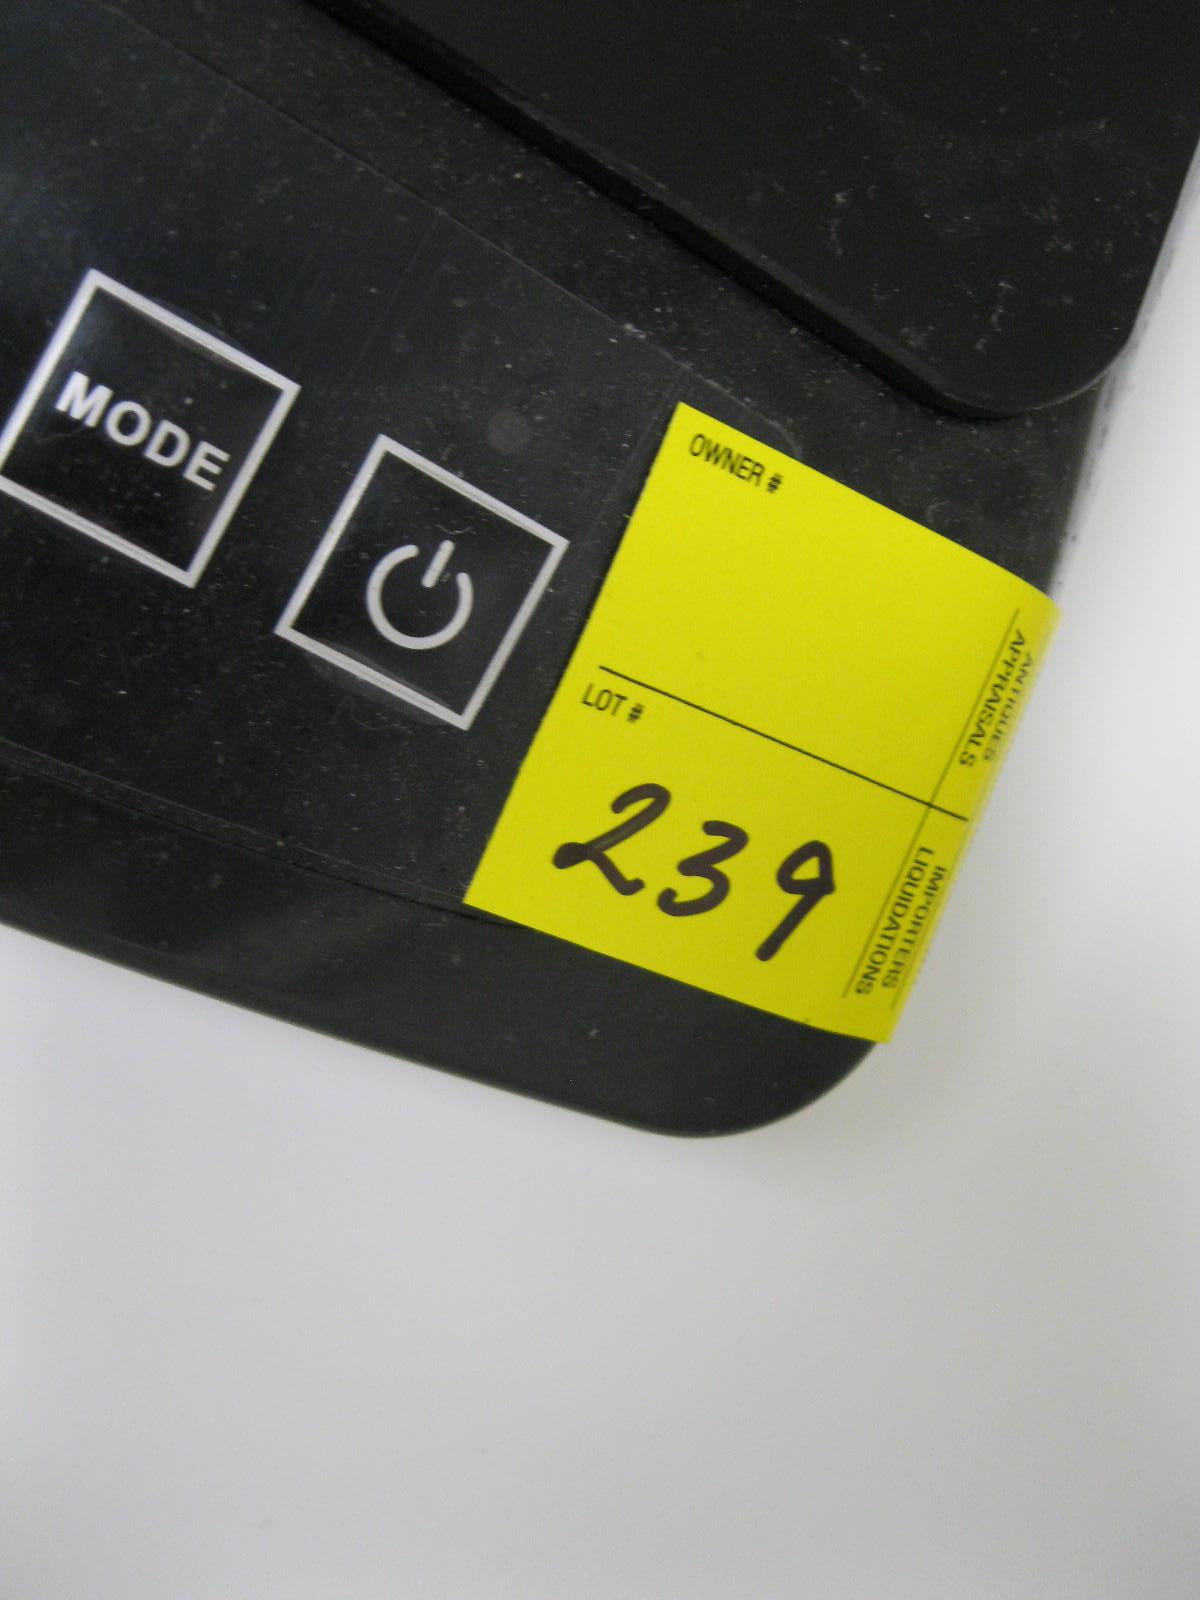 MODE
OWNER #
ANTIQUES
APPRAISALS
LOT #
239
IMPORTERS
LIQUIDATIONS